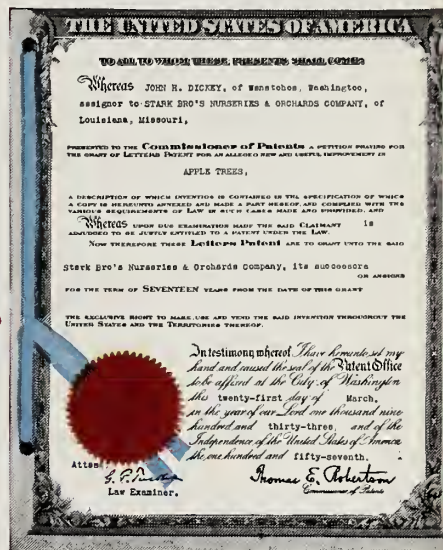 THE UNITED STATES OF AMERICA
TO ALL TO WHOM THESE PRESENTS SHALL COME:
Whereas JOHN H. DICKEY, of Wenatchee, Washington,
assignor to STARK BRO'S NURSERIES & ORCHARDS COMPANY, of
Louisiana, Missouri,
PRESENTED TO THE Commissioner of Patents A PETITION PRAYING FOR
THE GRANT OF LETTERS PATENT FOR AN ALLEGED NEW AND USEFUL IMPROVEMENT IN
APPLE TREES,
A DESCRIPTION OF WHICH INVENTION IS CONTAINED IN THE SPECIFICATION OF WHICH
A COPY IS HEREUNTO ANNEXED AND MADE A PART HEREOF, AND COMPLIED WITH THE
VARIOUS REQUIREMENTS OF LAW IN SUCH CASES MADE AND PROVIDED, AND
Whereas UPON DUE EXAMINATION MADE THE SAID CLAIMANT is
ADJUDGED TO BE JUSTLY ENTITLED TO A PATENT UNDER THE LAW.
NOW THEREFORE THESE Letters Patent ARE TO GRANT UNTO THE SAID
Stark Bro's Nurseries & Orchards Company, its successors
OR ASSIGNS
FOR THE TERM OF SEVENTEEN YEARS FROM THE DATE OF THIS GRANT
THE EXCLUSIVE RIGHT TO MAKE, USE AND VEND THE SAID INVENTION THROUGHOUT THE
UNITED STATES AND THE TERRITORIES THEREOF.
In testimony whereof I have hereunto set my
hand and caused the seal of the Patent Office
to be affixed at the City of Washington
this twenty-first day of March,
in the year of our Lord one thousand nine
hundred and thirty-three, and of the
Independence of the United States of America
the one hundred and fifty-seventh.
Attest
Law Examiner.
Thomas E. Robertson
Commissioner of Patents